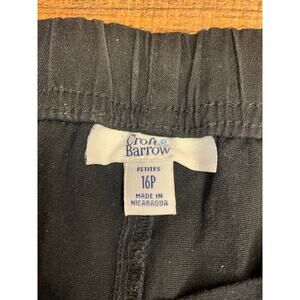 Croft &
Barrow
PETITES
16P
MADE IN
NICARAGUA